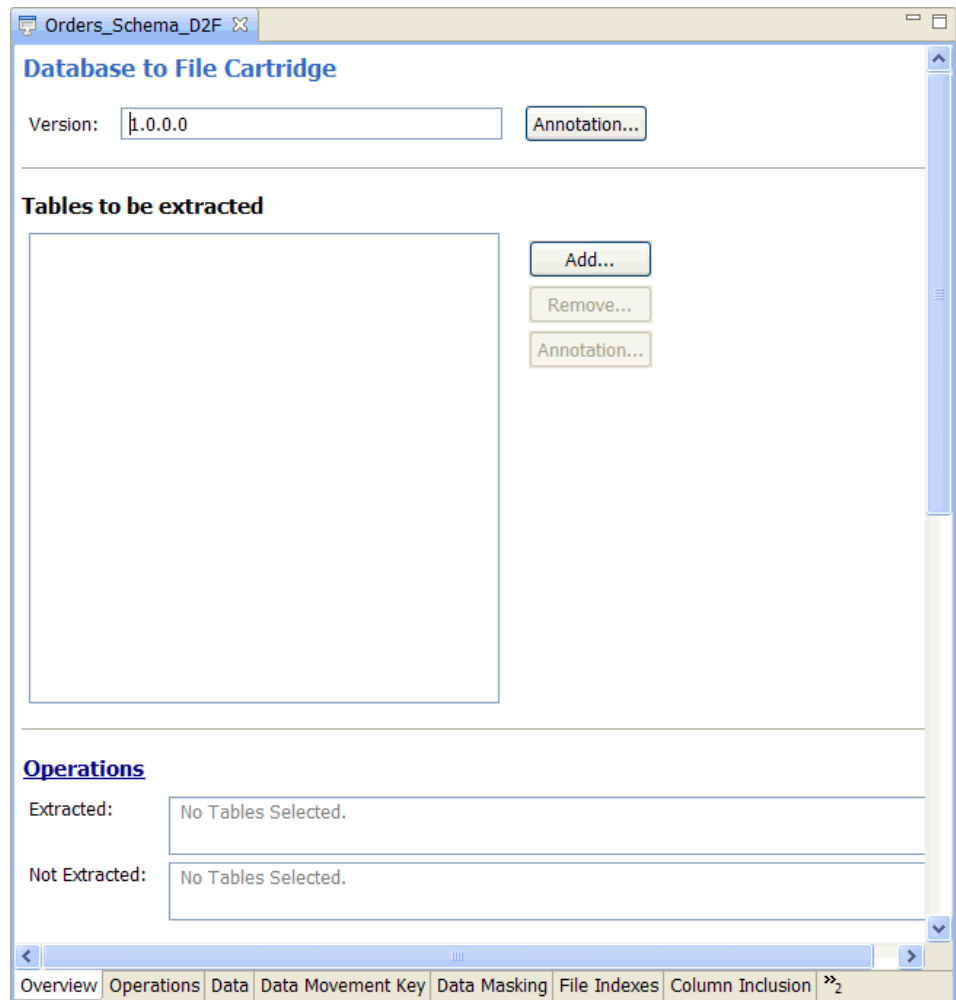 Orders_Schema_D2F
Database to File Cartridge
Version: 1.0.0.0 Annotation...
Tables to be extracted
Add...
Remove...
Annotation...
Operations
Extracted: No Tables Selected.
Not Extracted: No Tables Selected.
Overview Operations Data Data Movement Key Data Masking File Indexes Column Inclusion »2